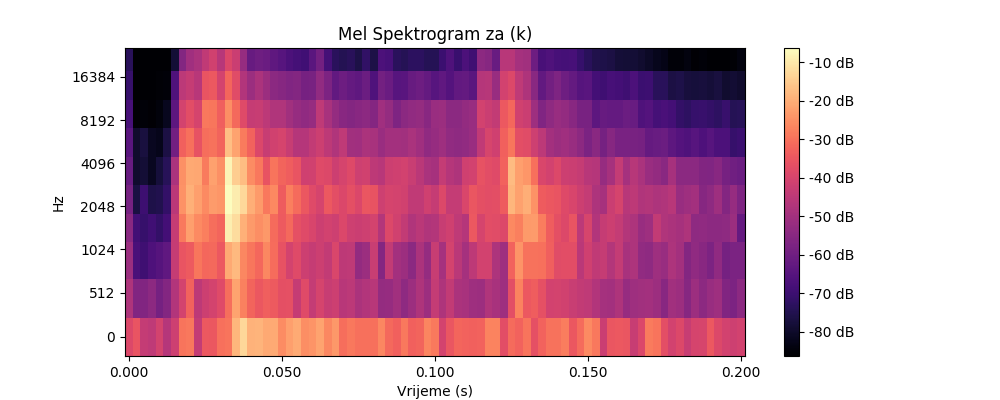 Mel Spektrogram za (k)
16384
8192
4096
2048
1024
512
0
Hz
0.000
0.050
0.100
0.150
0.200
Vrijeme (s)
-10 dB
-20 dB
-30 dB
-40 dB
-50 dB
-60 dB
-70 dB
-80 dB